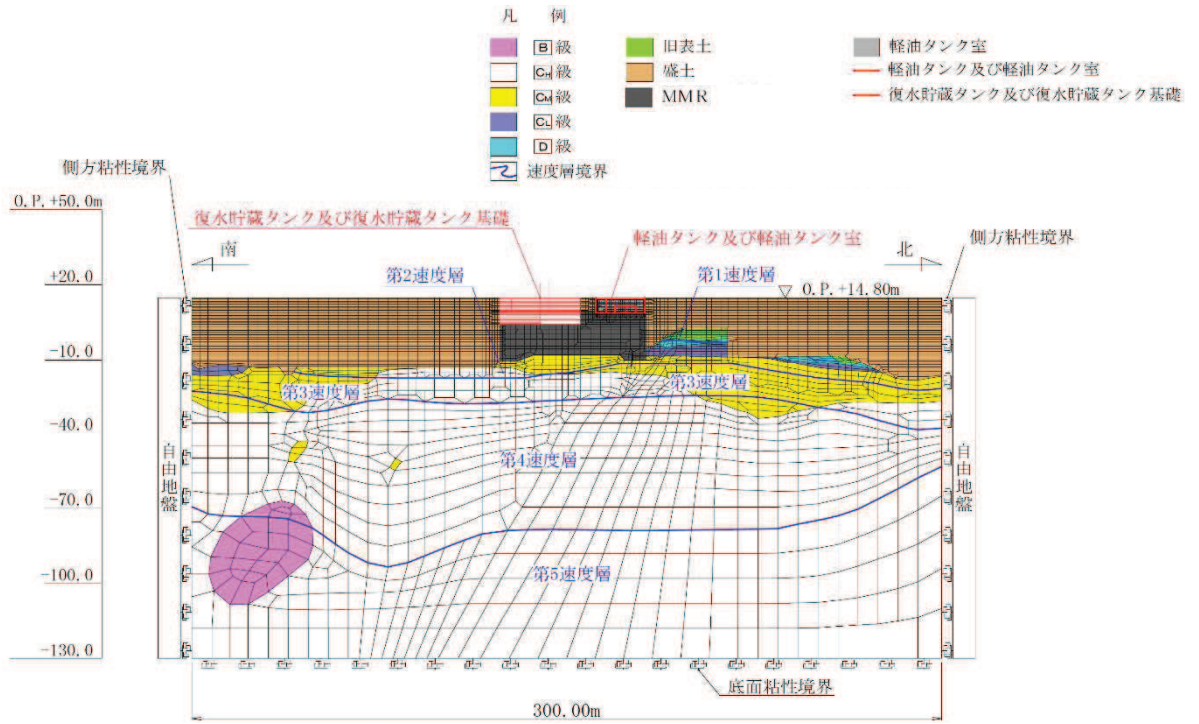 凡 例
B 級
旧表土
軽油タンク室
CH 級
盛土
軽油タンク及び軽油タンク室
CM 級
MMR
復水貯蔵タンク及び復水貯蔵タンク基礎
CL 級
D 級
速度層境界
側方粘性境界
O.P.+50.0m
復水貯蔵タンク及び復水貯蔵タンク基礎
軽油タンク及び軽油タンク室
側方粘性境界
南
北
+20.0
第2速度層
第1速度層
O.P.+14.80m
-10.0
第3速度層
第3速度層
-40.0
自由地盤
第4速度層
自由地盤
-70.0
-100.0
第5速度層
-130.0
底面粘性境界
300.00m